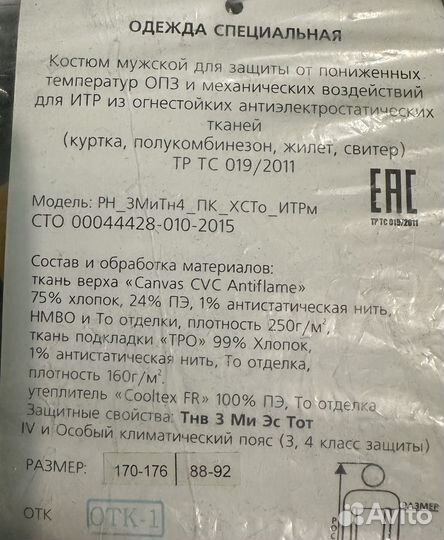 ОДЕЖДА СПЕЦИАЛЬНАЯ
Костюм мужской для защиты от пониженных
температур ОПЗ и механических воздействий
для ИТР из огнестойких антиэлектростатических
тканей
(куртка, полукомбинезон, жилет, свитер)
ТР ТС 019/2011
Модель: РН_ЗМиТн4_ПК_ХСТо_ИТРм
СТО 00044428-010-2015
ЕАС
ТР ТС 019/2011
Состав и обработка материалов:
ткань верха «Canvas CVC Antiflame»
75% хлопок, 24% ПЭ, 1% антистатическая нить,
НМВО и То отделки, плотность 250г/м²,
ткань подкладки «ТРО» 99% Хлопок,
1% антистатическая нить, То отделка,
плотность 160г/м².
утеплитель «Cooltex FR» 100% ПЭ, То отделка
Защитные свойства: Тнв З Ми Эс Тот
IV и Особый климатический пояс (3, 4 класс защиты)
РАЗМЕР: 170-176 88-92
РАЗМЕР
РОС
ОТК ОТК-1
Avito